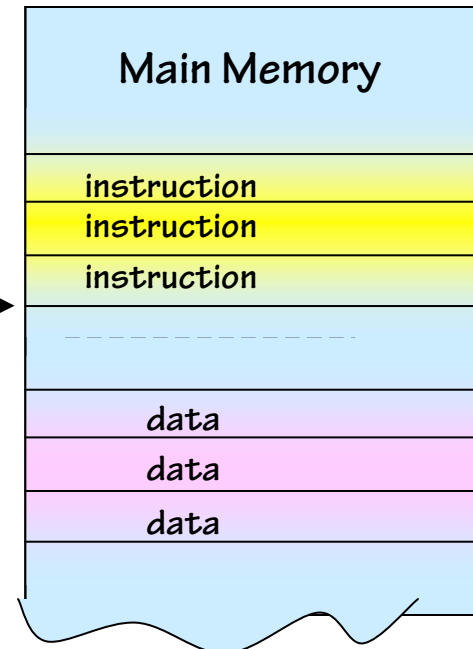 Main Memory
instruction
instruction
instruction
data
data
data